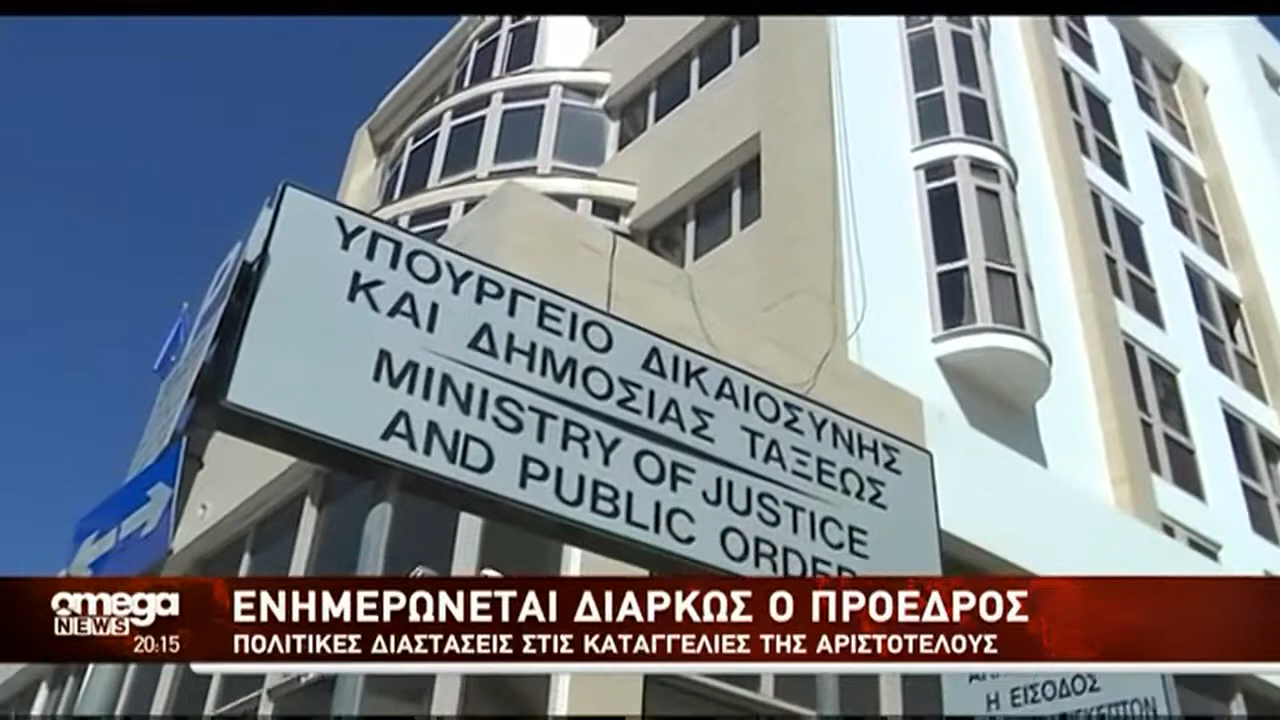 ΥΠΟΥΡΓΕΙΟ ΔΙΚΑΙΟΣΥΝΗΣ
ΚΑΙ ΔΗΜΟΣΙΑΣ ΤΑΞΕΩΣ
MINISTRY OF JUSTICE
AND PUBLIC ORDER
omega
NEWS
20:15
ΕΝΗΜΕΡΩΝΕΤΑΙ ΔΙΑΡΚΩΣ Ο ΠΡΟΕΔΡΟΣ
ΠΟΛΙΤΙΚΕΣ ΔΙΑΣΤΑΣΕΙΣ ΣΤΙΣ ΚΑΤΑΓΓΕΛΙΕΣ ΤΗΣ ΑΡΙΣΤΟΤΕΛΟΥΣ
Η ΕΙΣΟΔΟΣ